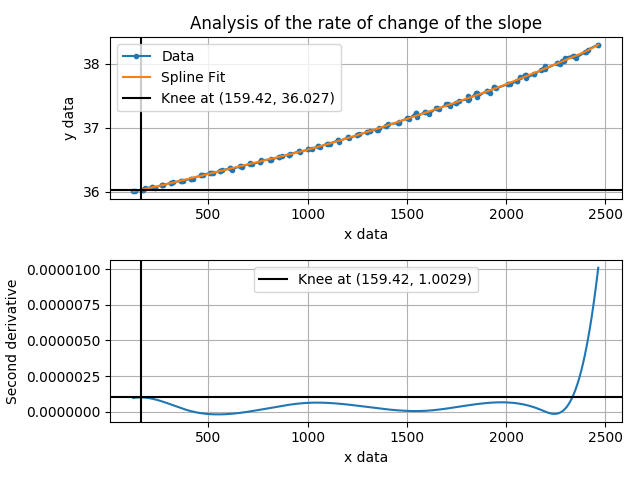 Analysis of the rate of change of the slope
Data
Spline Fit
Knee at (159.42, 36.027)
y data
38
37
36
500 1000 1500 2000 2500
x data
Knee at (159.42, 1.0029)
Second derivative
0.0000100
0.0000075
0.0000050
0.0000025
0.0000000
500 1000 1500 2000 2500
x data